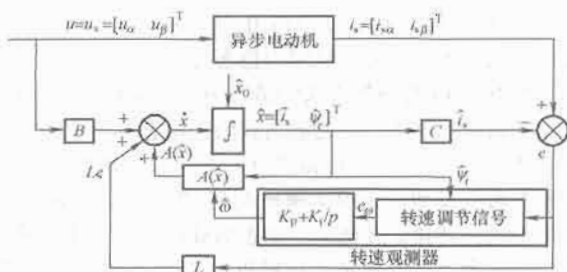 u=u_s=[u_α u_β]^T
异步电动机
i_s=[i_sα i_sβ]^T
x̂_0
+
B
+
+
ẋ
∫
x̂=[î_s ψ̂_r]^T
C
î_s
−
e
A(x̂)
Le
A(x̂)
ψ̂_r
ω̂
K_p+K_i/p
e_ω
转速调节信号
转速观测器
L